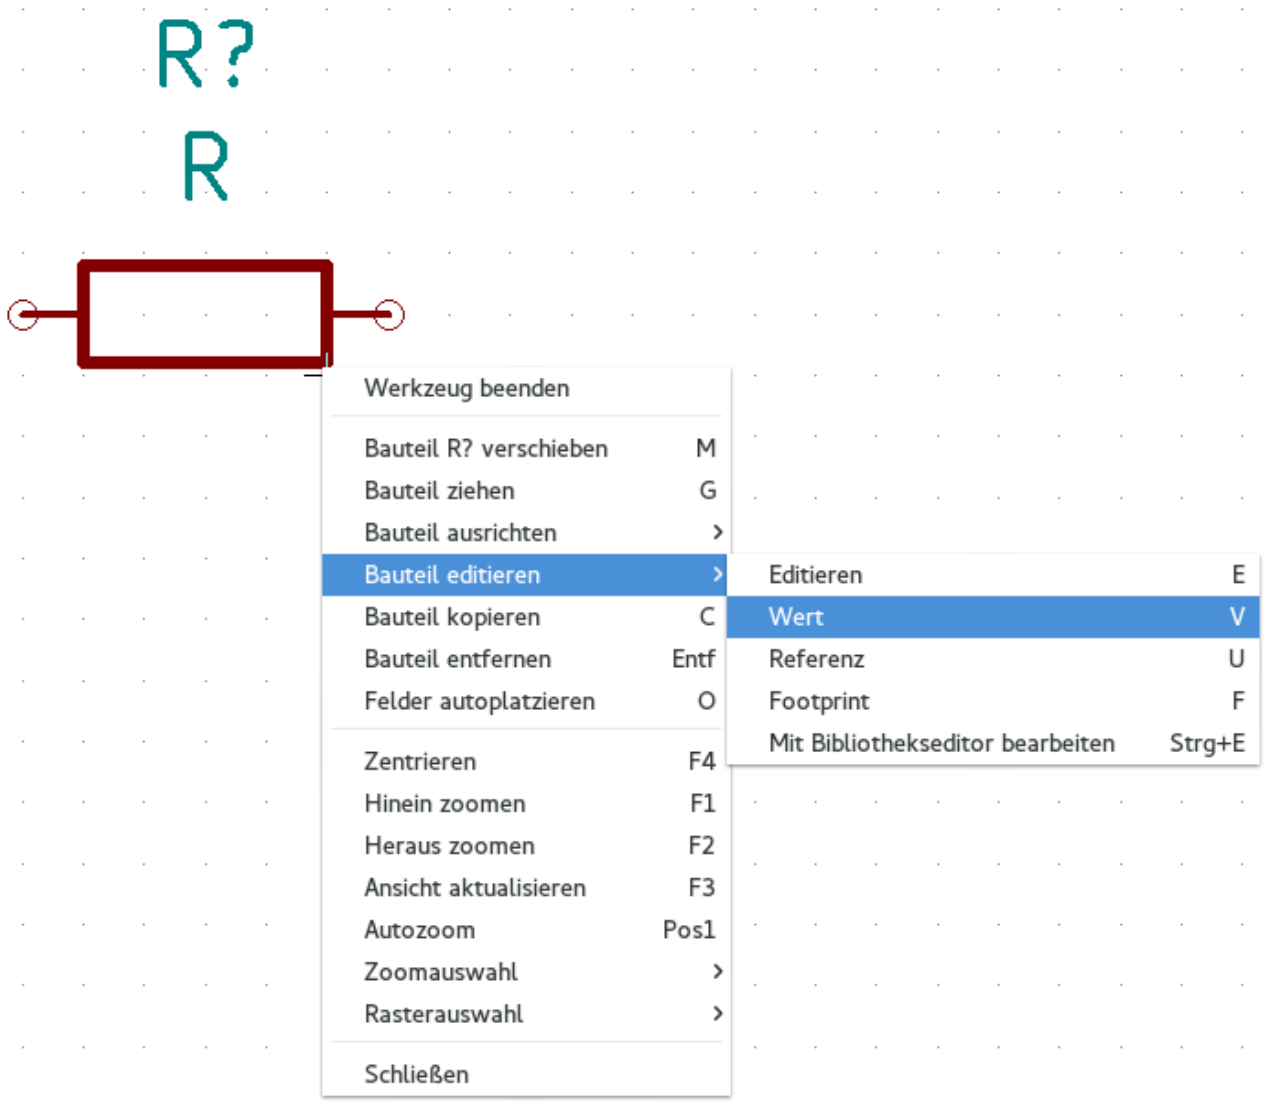 R?
R
Werkzeug beenden
Bauteil R? verschieben M
Bauteil ziehen G
Bauteil ausrichten >
Bauteil editieren >
Editieren E
Bauteil kopieren C
Wert V
Bauteil entfernen Entf
Referenz U
Felder autoplatzieren O
Footprint F
Mit Bibliothekseditor bearbeiten Strg+E
Zentrieren F4
Hinein zoomen F1
Heraus zoomen F2
Ansicht aktualisieren F3
Autozoom Pos1
Zoomauswahl >
Rasterauswahl >
Schließen